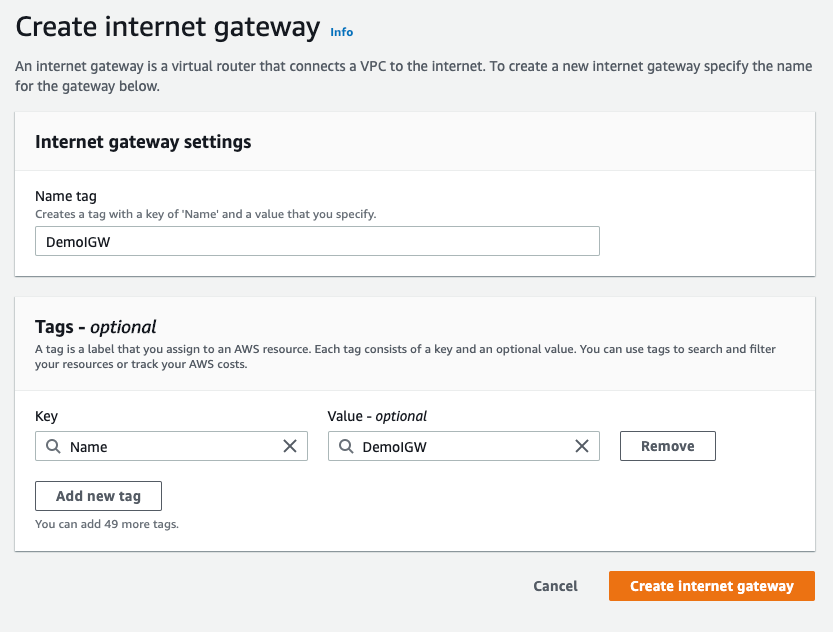 Create internet gateway Info
An internet gateway is a virtual router that connects a VPC to the internet. To create a new internet gateway specify the name
for the gateway below.
Internet gateway settings
Name tag
Creates a tag with a key of 'Name' and a value that you specify.
DemoIGW
Tags - optional
A tag is a label that you assign to an AWS resource. Each tag consists of a key and an optional value. You can use tags to search and filter
your resources or track your AWS costs.
Key Value - optional
Name DemoIGW Remove
Add new tag
You can add 49 more tags.
Cancel Create internet gateway